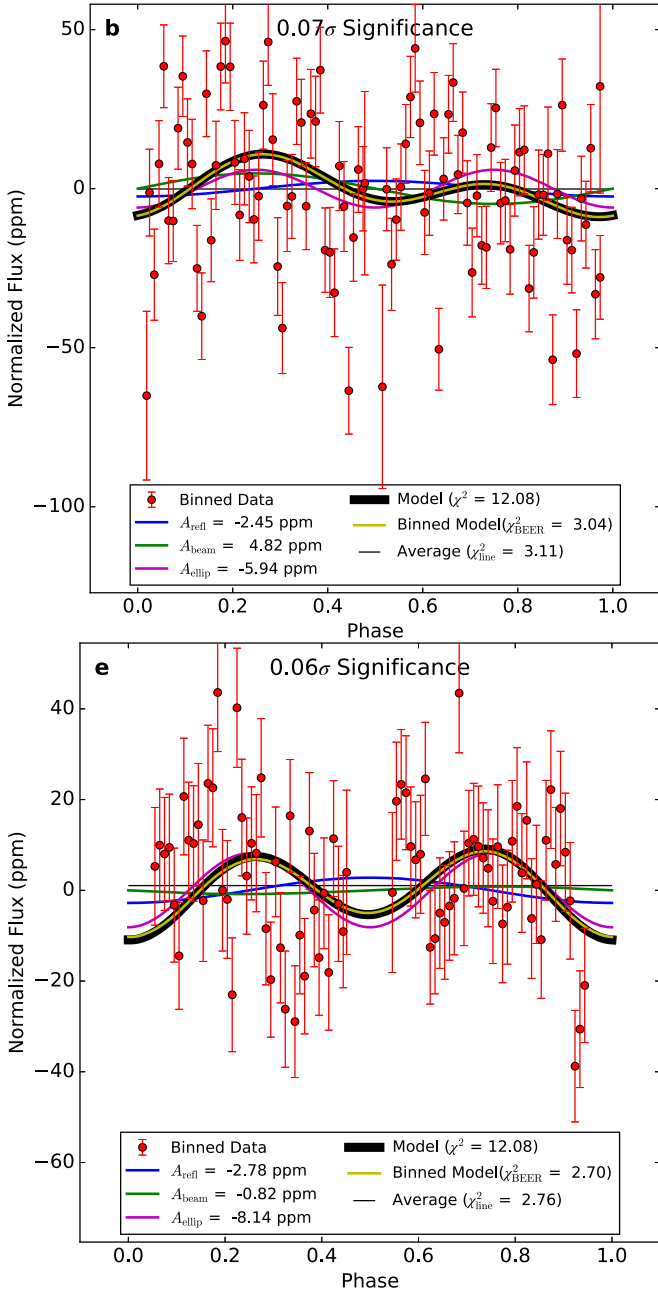 b 0.07σ Significance
50
0
−50
−100
Normalized Flux (ppm)
Binned Data
A_refl = -2.45 ppm
A_beam = 4.82 ppm
A_ellip = -5.94 ppm
Model (χ² = 12.08)
Binned Model(χ²_BEER = 3.04)
Average (χ²_line = 3.11)
0.0 0.2 0.4 0.6 0.8 1.0
Phase
e 0.06σ Significance
40
20
0
−20
−40
−60
Normalized Flux (ppm)
Binned Data
A_refl = -2.78 ppm
A_beam = -0.82 ppm
A_ellip = -8.14 ppm
Model (χ² = 12.08)
Binned Model(χ²_BEER = 2.70)
Average (χ²_line = 2.76)
0.0 0.2 0.4 0.6 0.8 1.0
Phase